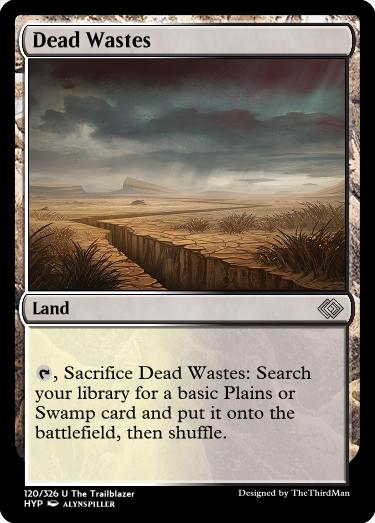 Dead Wastes
Land
, Sacrifice Dead Wastes: Search
your library for a basic Plains or
Swamp card and put it onto the
battlefield, then shuffle.
120/326 U The Trailblazer
HYP ALYNSPILLER
Designed by TheThirdMan